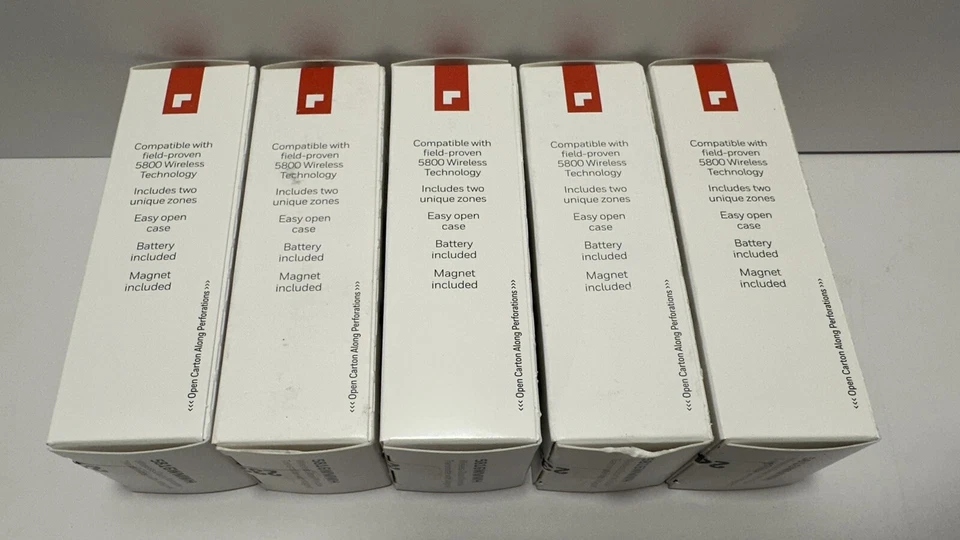 Compatible with
field-proven
5800 Wireless
Technology
Includes two
unique zones
Easy open
case
Battery
included
Magnet
included
<<< Open Carton Along Perforations >>>
Compatible with
field-proven
5800 Wireless
Technology
Includes two
unique zones
Easy open
case
Battery
included
Magnet
included
<<< Open Carton Along Perforations >>>
Compatible with
field-proven
5800 Wireless
Technology
Includes two
unique zones
Easy open
case
Battery
included
Magnet
included
<<< Open Carton Along Perforations >>>
Compatible with
field-proven
5800 Wireless
Technology
Includes two
unique zones
Easy open
case
Battery
included
Magnet
included
<<< Open Carton Along Perforations >>>
Compatible with
field-proven
5800 Wireless
Technology
Includes two
unique zones
Easy open
case
Battery
included
Magnet
included
<<< Open Carton Along Perforations >>>